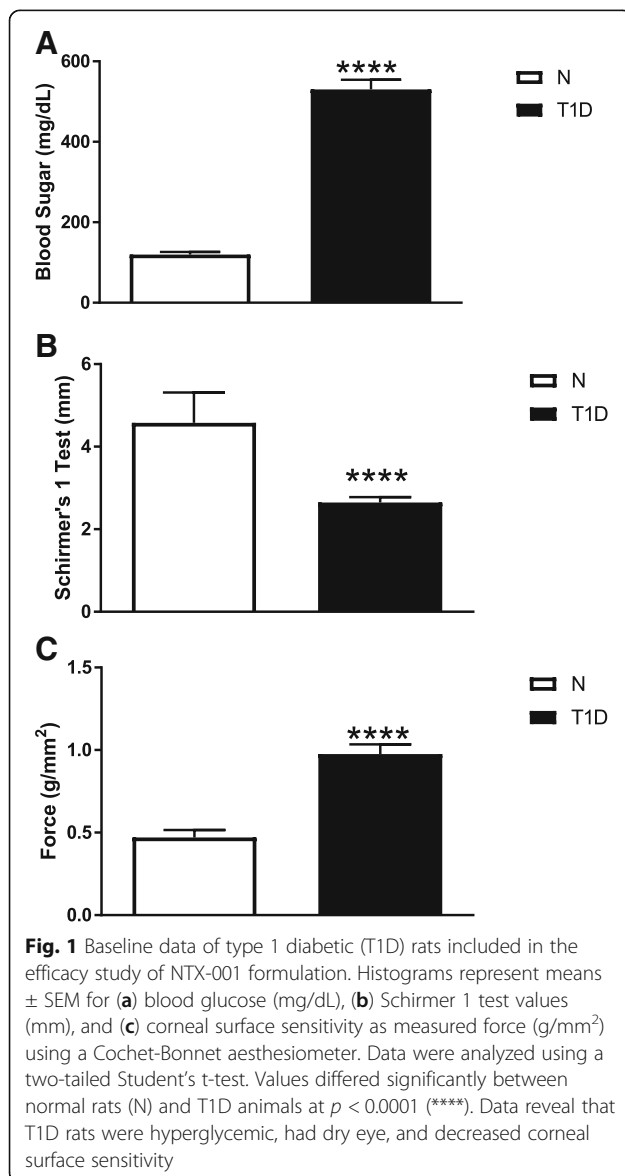 A
Blood Sugar (mg/dL)
600
400
200
0
****
N
T1D
B
Schirmer's 1 Test (mm)
6
4
2
0
****
N
T1D
C
Force (g/mm²)
1.5
1.0
0.5
0.0
****
N
T1D
Fig. 1 Baseline data of type 1 diabetic (T1D) rats included in the
efficacy study of NTX-001 formulation. Histograms represent means
± SEM for (a) blood glucose (mg/dL), (b) Schirmer 1 test values
(mm), and (c) corneal surface sensitivity as measured force (g/mm²)
using a Cochet-Bonnet aesthesiometer. Data were analyzed using a
two-tailed Student's t-test. Values differed significantly between
normal rats (N) and T1D animals at p < 0.0001 (****). Data reveal that
T1D rats were hyperglycemic, had dry eye, and decreased corneal
surface sensitivity